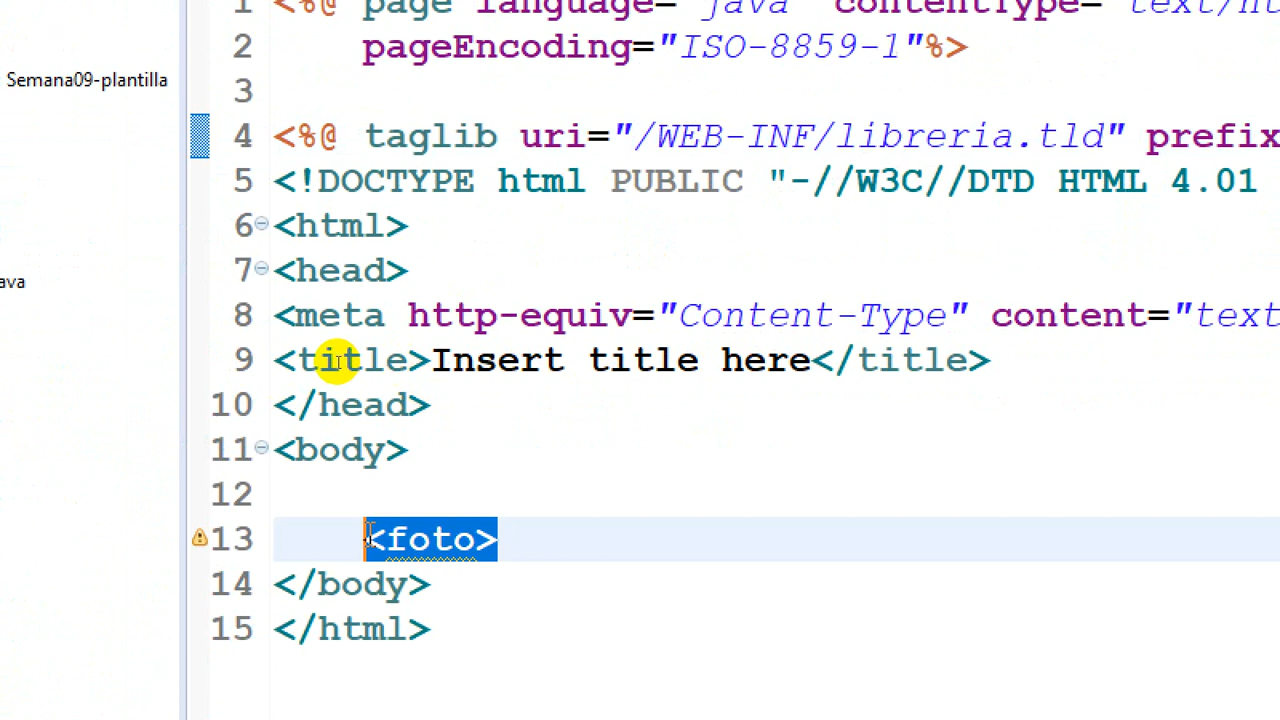 1 <%@ page language="java" contentType="text/ht
2 pageEncoding="ISO-8859-1"%>
Semana09-plantilla
3
4 <%@ taglib uri="/WEB-INF/libreria.tld" prefix
5 <!DOCTYPE html PUBLIC "-//W3C//DTD HTML 4.01
6 <html>
7 <head>
ava
8 <meta http-equiv="Content-Type" content="text
9 <title>Insert title here</title>
10 </head>
11 <body>
12
13 <foto>
14 </body>
15 </html>